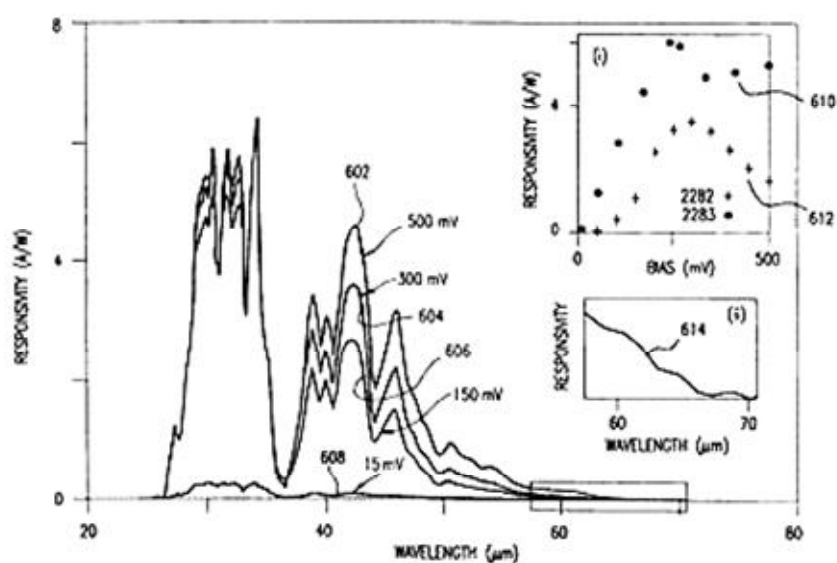 8
4
0
RESPONSIVITY (A/W)
20
40
60
80
WAVELENGTH (μm)
602
500 mV
300 mV
604
606
150 mV
608
15 mV
(i)
4
0
RESPONSIVITY (A/W)
610
2282
2283
612
500
BIAS (mV)
(ii)
614
RESPONSIVITY
60
70
WAVELENGTH (μm)